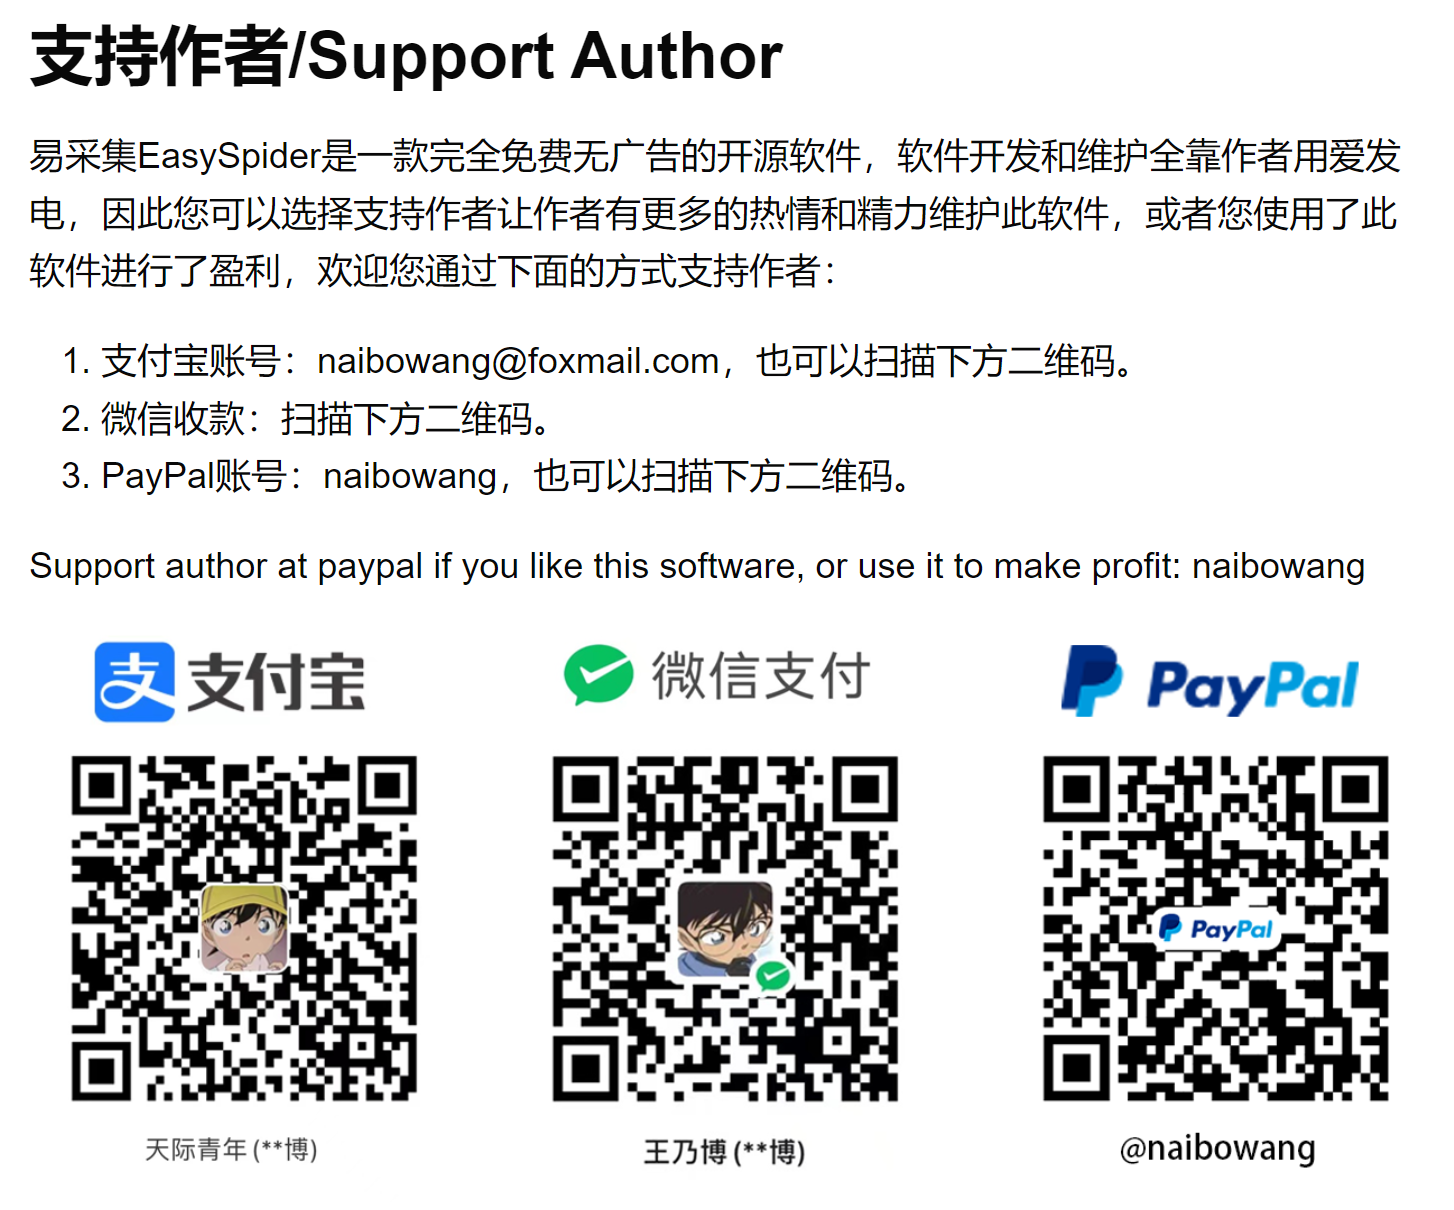 支持作者/Support Author
易采集EasySpider是一款完全免费无广告的开源软件，软件开发和维护全靠作者用爱发
电，因此您可以选择支持作者让作者有更多的热情和精力维护此软件，或者您使用了此
软件进行了盈利，欢迎您通过下面的方式支持作者：
1. 支付宝账号：naibowang@foxmail.com，也可以扫描下方二维码。
2. 微信收款：扫描下方二维码。
3. PayPal账号：naibowang，也可以扫描下方二维码。
Support author at paypal if you like this software, or use it to make profit: naibowang
支 支付宝
微信支付
PayPal
PayPal
天际青年 (**博)
王乃博 (**博)
@naibowang